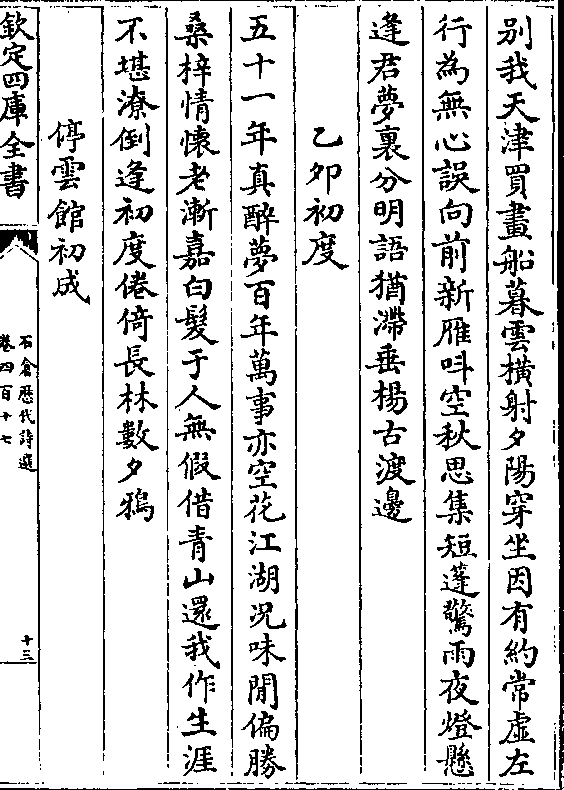 别我天津買畫船暮雲横射夕陽穿坐因有約常虚左
行為無心誤向前新雁呌空秋思集短蓬驚雨夜燈懸
逢君夢裏分明語猶滯垂楊古渡邊
乙卯初度
五十一年真醉夢百年萬事亦空花江湖况味閒偏勝
桑梓情懷老漸嘉白髮于人無假借青山還我作生涯
不堪潦倒逢初度倦倚長林數夕鴉
停雲館初成
欽定四庫全書
石倉歷代詩選
卷四百十七
十三